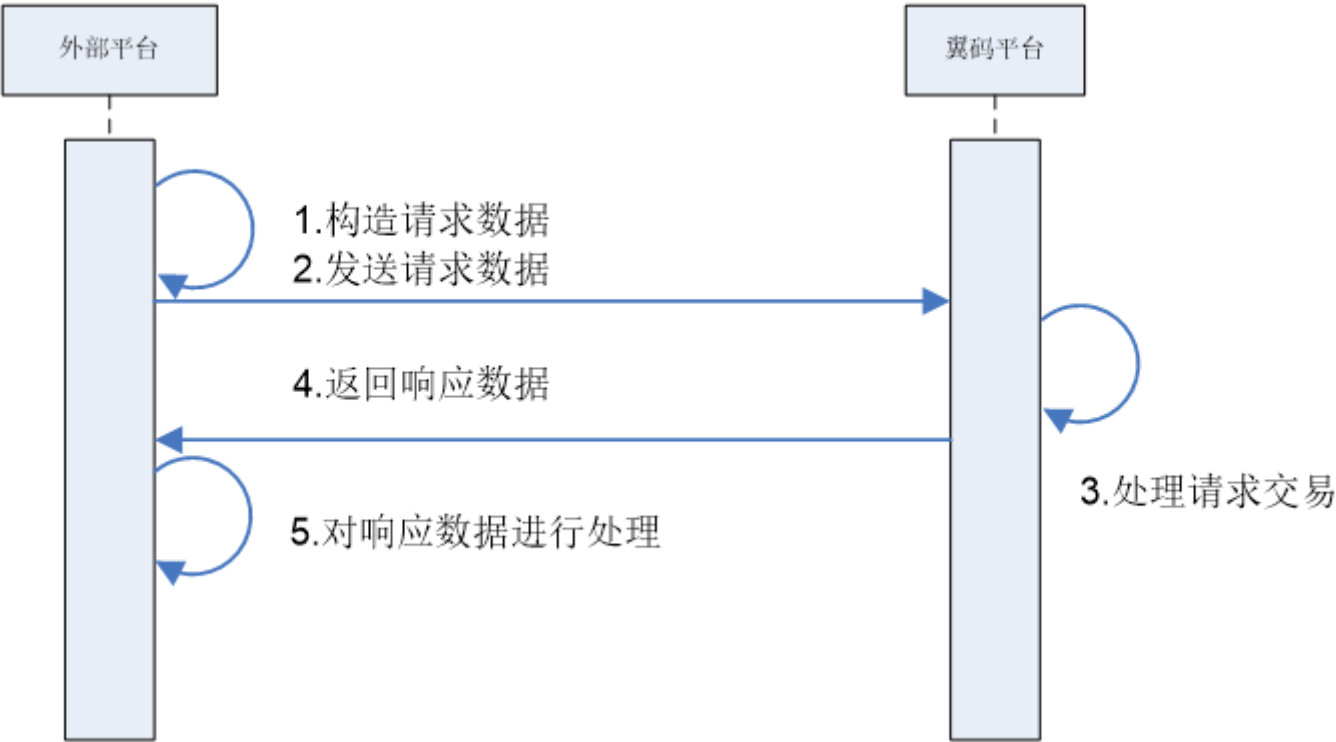 外部平台
翼码平台
1.构造请求数据
2.发送请求数据
4.返回响应数据
3.处理请求交易
5.对响应数据进行处理